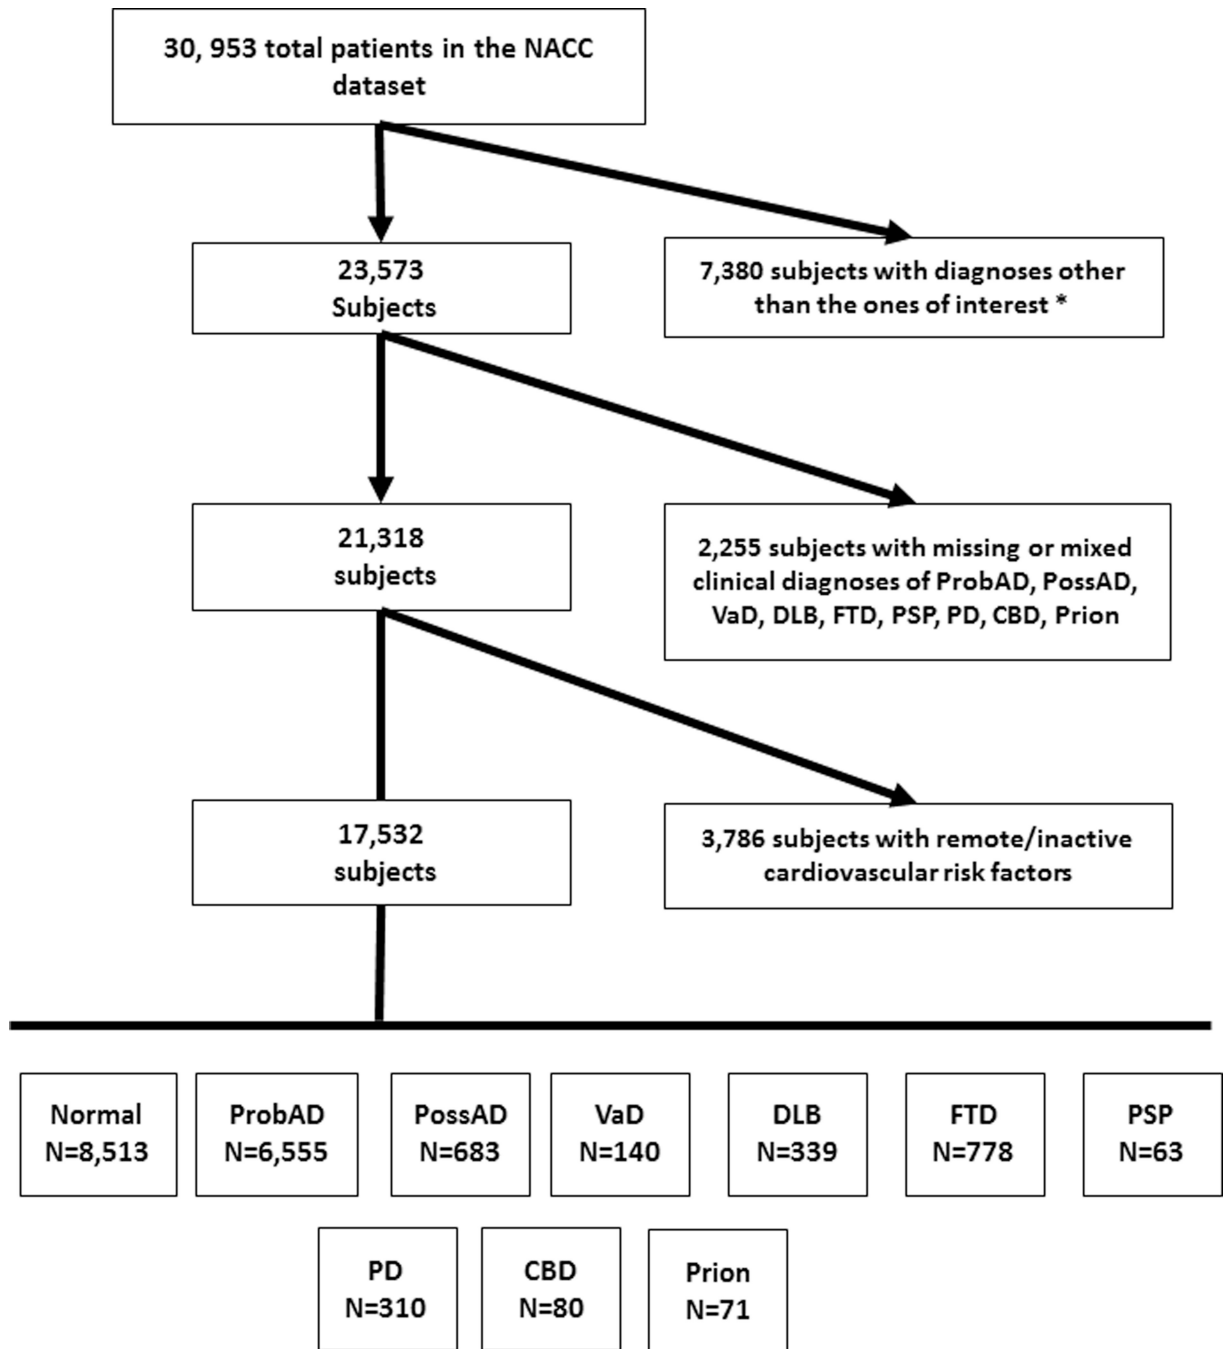 30, 953 total patients in the NACC
dataset
23,573
Subjects
7,380 subjects with diagnoses other
than the ones of interest *
21,318
subjects
2,255 subjects with missing or mixed
clinical diagnoses of ProbAD, PossAD,
VaD, DLB, FTD, PSP, PD, CBD, Prion
17,532
subjects
3,786 subjects with remote/inactive
cardiovascular risk factors
Normal
N=8,513
ProbAD
N=6,555
PossAD
N=683
VaD
N=140
DLB
N=339
FTD
N=778
PSP
N=63
PD
N=310
CBD
N=80
Prion
N=71